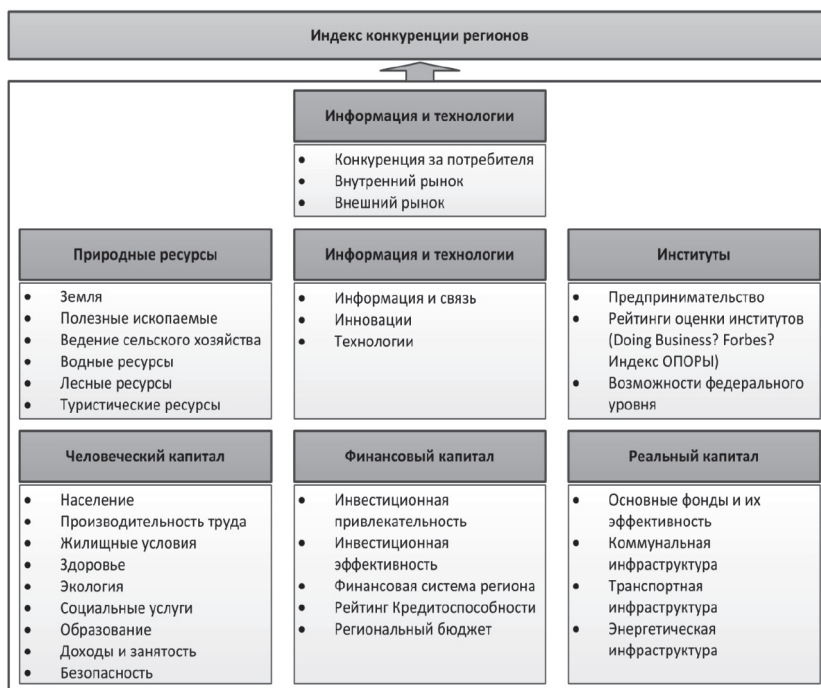 Индекс конкуренции регионов
Информация и технологии
• Конкуренция за потребителя
• Внутренний рынок
• Внешний рынок
Природные ресурсы
• Земля
• Полезные ископаемые
• Ведение сельского хозяйства
• Водные ресурсы
• Лесные ресурсы
• Туристические ресурсы
Информация и технологии
• Информация и связь
• Инновации
• Технологии
Институты
• Предпринимательство
• Рейтинги оценки институтов
(Doing Business? Forbes?
Индекс ОПОРЫ)
• Возможности федерального
уровня
Человеческий капитал
• Население
• Производительность труда
• Жилищные условия
• Здоровье
• Экология
• Социальные услуги
• Образование
• Доходы и занятость
• Безопасность
Финансовый капитал
• Инвестиционная
привлекательность
• Инвестиционная
эффективность
• Финансовая система региона
• Рейтинг Кредитоспособности
• Региональный бюджет
Реальный капитал
• Основные фонды и их
эффективность
• Коммунальная
инфраструктура
• Транспортная
инфраструктура
• Энергетическая
инфраструктура